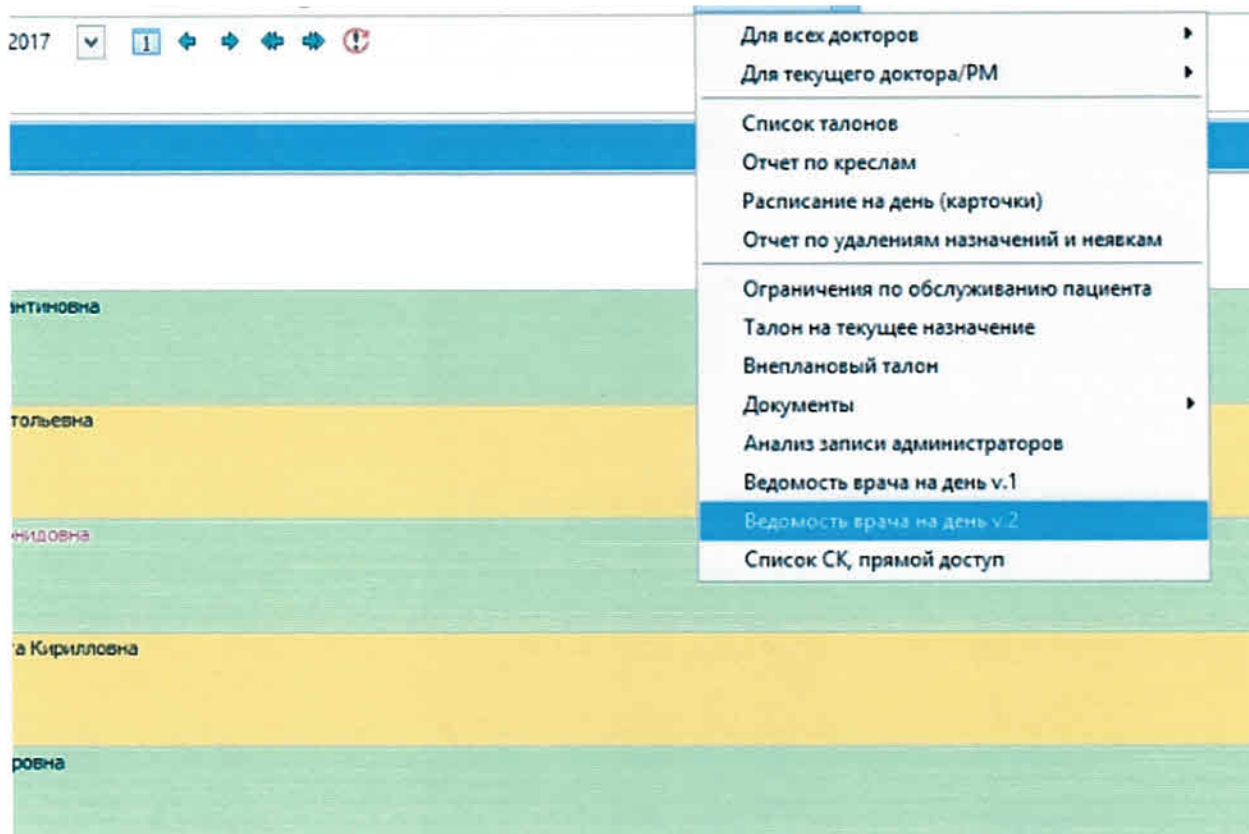 2017
1
Для всех докторов
Для текущего доктора/РМ
Список талонов
Отчет по креслам
Расписание на день (карточки)
Отчет по удалениям назначений и неявкам
Ограничения по обслуживанию пациента
Талон на текущее назначение
Внеплановый талон
Документы
Анализ записи администраторов
Ведомость врача на день v.1
Ведомость врача на день v.2
Список СК, прямой доступ
антиновна
тольевна
онидовна
а Кирилловна
ровна